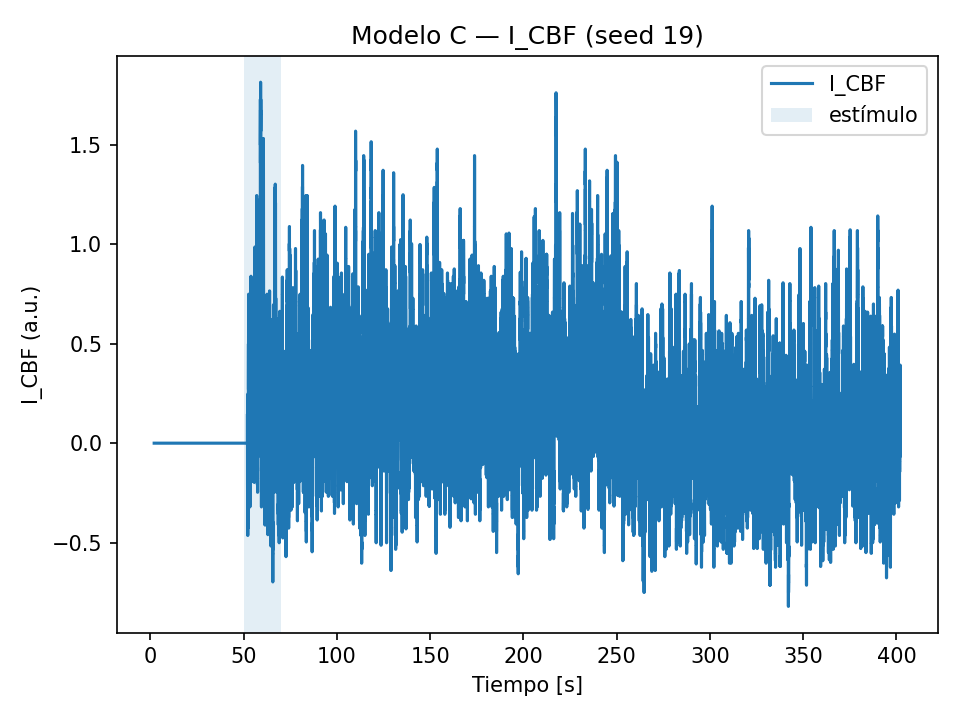 Modelo C — I_CBF (seed 19)
I_CBF
estímulo
I_CBF (a.u.)
1.5
1.0
0.5
0.0
−0.5
0 50 100 150 200 250 300 350 400
Tiempo [s]